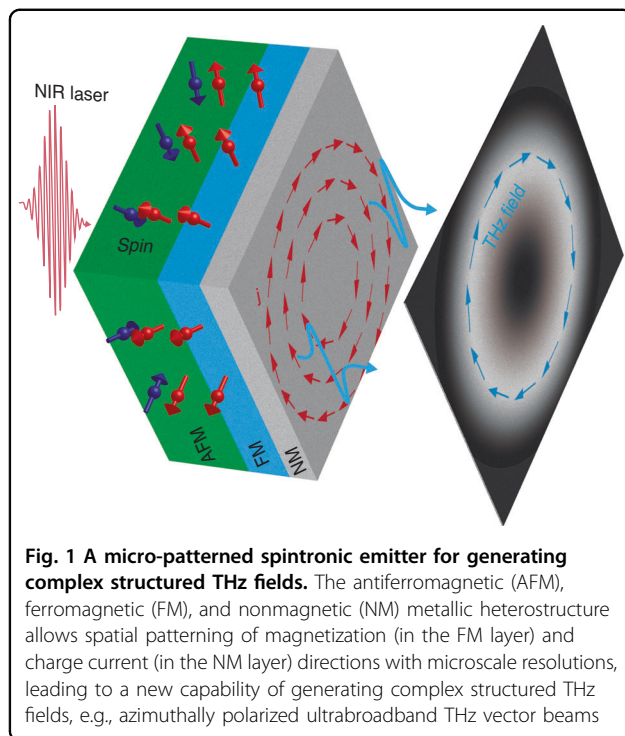 NIR laser
Spin
j
THz field
AFM
FM
NM
Fig. 1 A micro-patterned spintronic emitter for generating
complex structured THz fields. The antiferromagnetic (AFM),
ferromagnetic (FM), and nonmagnetic (NM) metallic heterostructure
allows spatial patterning of magnetization (in the FM layer) and
charge current (in the NM layer) directions with microscale resolutions,
leading to a new capability of generating complex structured THz
fields, e.g., azimuthally polarized ultrabroadband THz vector beams